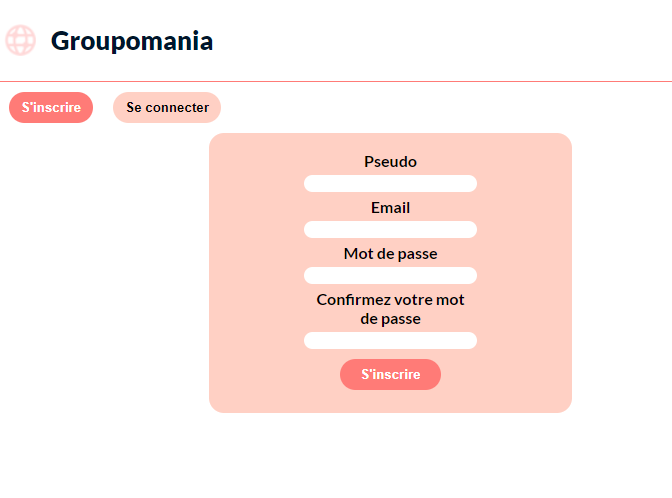 Groupomania
S'inscrire
Se connecter
Pseudo
Email
Mot de passe
Confirmez votre mot
de passe
S'inscrire